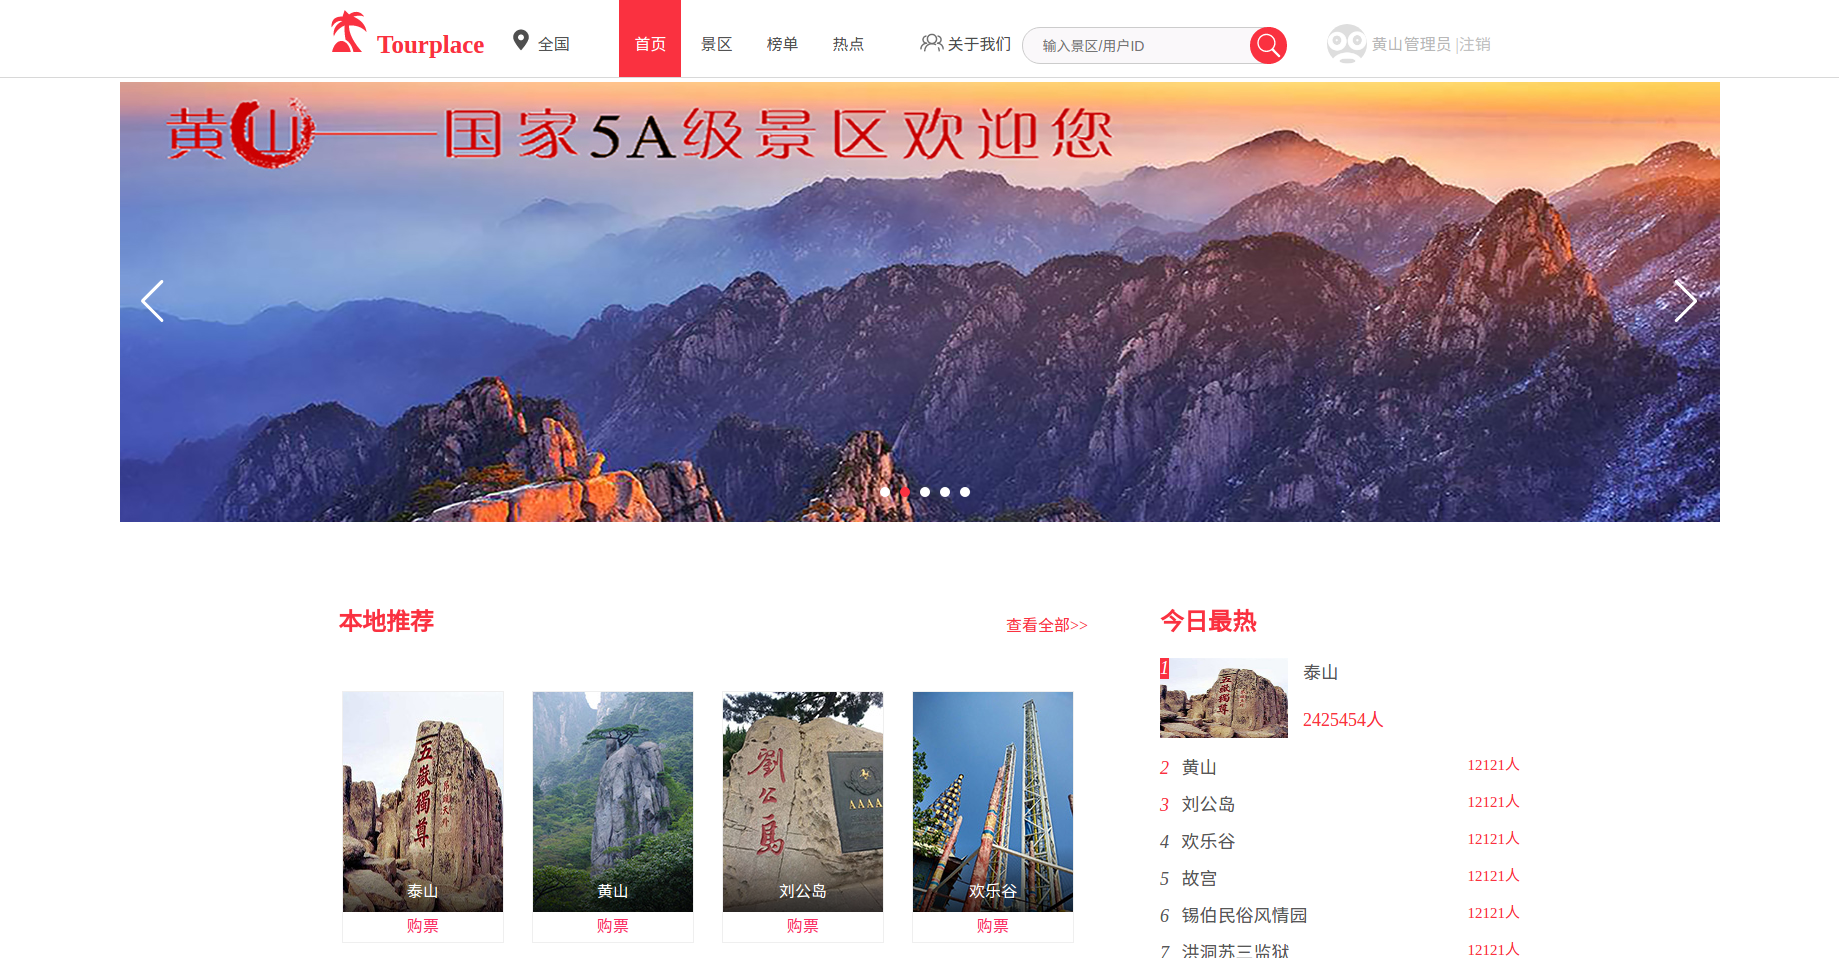 Tourplace
全国
首页
景区
榜单
热点
关于我们
输入景区/用户ID
黄山管理员 |注销
黄山——国家5A级景区欢迎您
本地推荐
查看全部>>
五嶽獨尊
泰山
购票
黄山
购票
劉公島
AAAA
刘公岛
购票
欢乐谷
购票
今日最热
1
五嶽獨尊
泰山
2425454人
2 黄山 12121人
3 刘公岛 12121人
4 欢乐谷 12121人
5 故宫 12121人
6 锡伯民俗风情园 12121人
7 洪洞苏三监狱 12121人